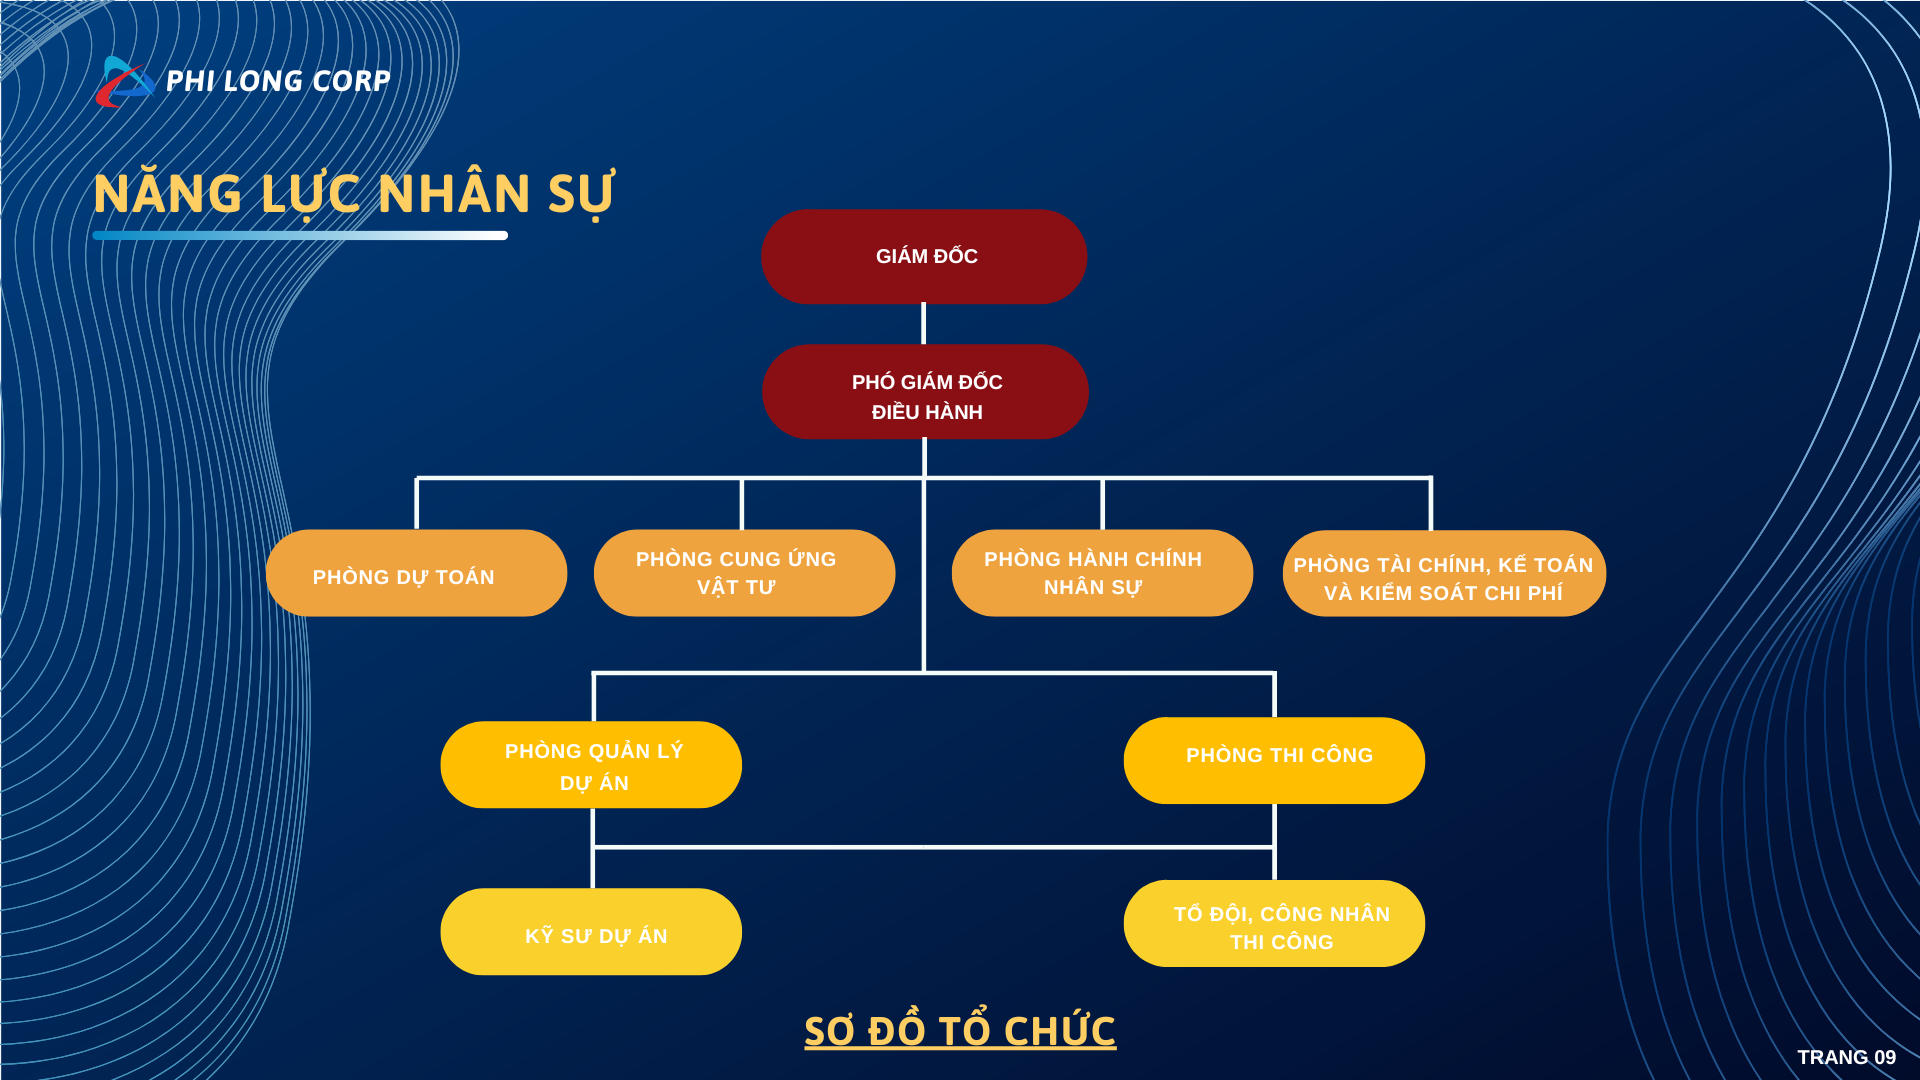 PHI LONG CORP
NĂNG LỰC NHÂN SỰ
GIÁM ĐỐC
PHÓ GIÁM ĐỐC
ĐIỀU HÀNH
PHÒNG DỰ TOÁN
PHÒNG CUNG ỨNG
VẬT TƯ
PHÒNG HÀNH CHÍNH
NHÂN SỰ
PHÒNG TÀI CHÍNH, KẾ TOÁN
VÀ KIỂM SOÁT CHI PHÍ
PHÒNG QUẢN LÝ
DỰ ÁN
PHÒNG THI CÔNG
KỸ SƯ DỰ ÁN
TỔ ĐỘI, CÔNG NHÂN
THI CÔNG
SƠ ĐỒ TỔ CHỨC
TRANG 09